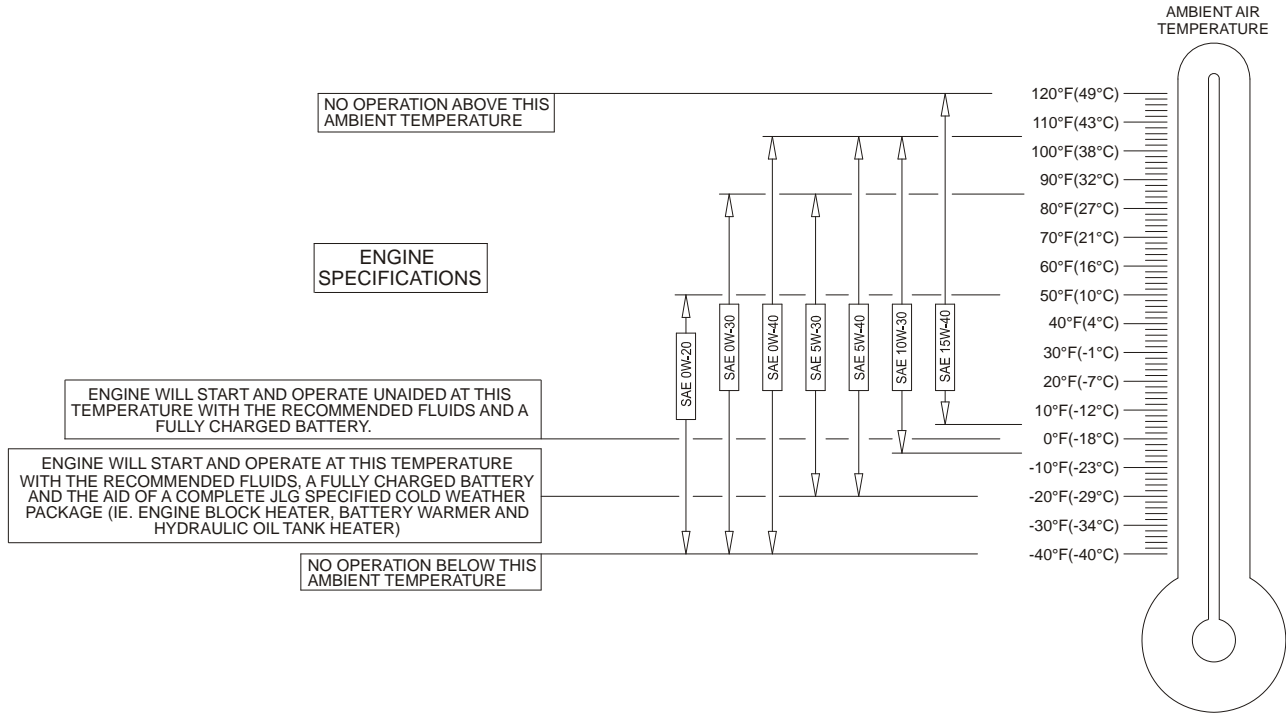 AMBIENT AIR
TEMPERATURE
NO OPERATION ABOVE THIS
AMBIENT TEMPERATURE
120°F(49°C)
110°F(43°C)
100°F(38°C)
90°F(32°C)
80°F(27°C)
70°F(21°C)
60°F(16°C)
50°F(10°C)
40°F(4°C)
30°F(-1°C)
20°F(-7°C)
10°F(-12°C)
0°F(-18°C)
-10°F(-23°C)
-20°F(-29°C)
-30°F(-34°C)
-40°F(-40°C)
ENGINE
SPECIFICATIONS
SAE 0W-20
SAE 0W-30
SAE 0W-40
SAE 5W-30
SAE 5W-40
SAE 10W-30
SAE 15W-40
ENGINE WILL START AND OPERATE UNAIDED AT THIS
TEMPERATURE WITH THE RECOMMENDED FLUIDS AND A
FULLY CHARGED BATTERY.
ENGINE WILL START AND OPERATE AT THIS TEMPERATURE
WITH THE RECOMMENDED FLUIDS, A FULLY CHARGED BATTERY
AND THE AID OF A COMPLETE JLG SPECIFIED COLD WEATHER
PACKAGE (IE. ENGINE BLOCK HEATER, BATTERY WARMER AND
HYDRAULIC OIL TANK HEATER)
NO OPERATION BELOW THIS
AMBIENT TEMPERATURE